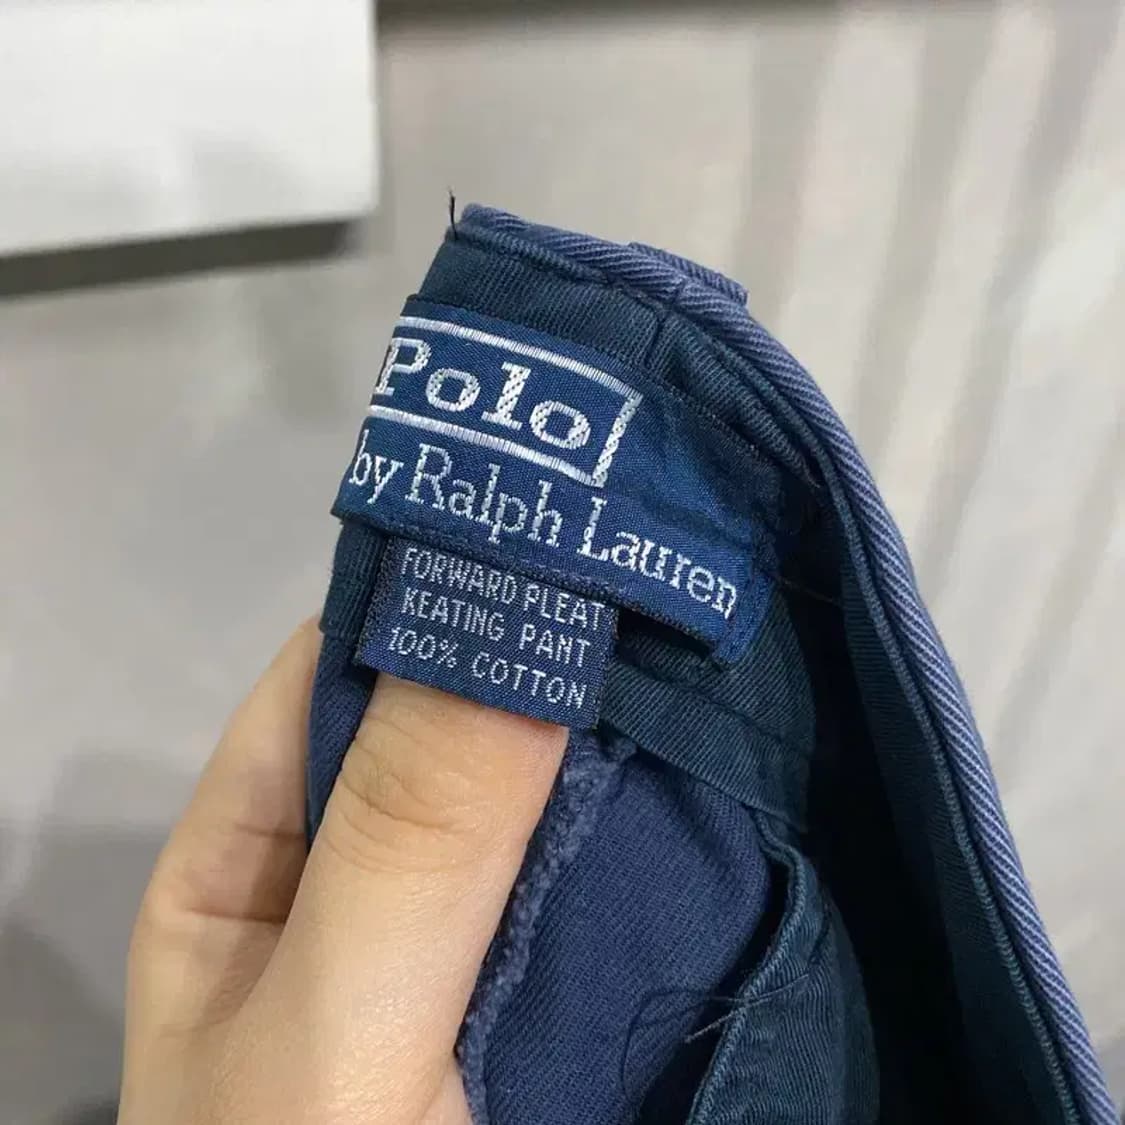 Polo
by Ralph Lauren
FORWARD PLEAT
KEATING PANT
100% COTTON